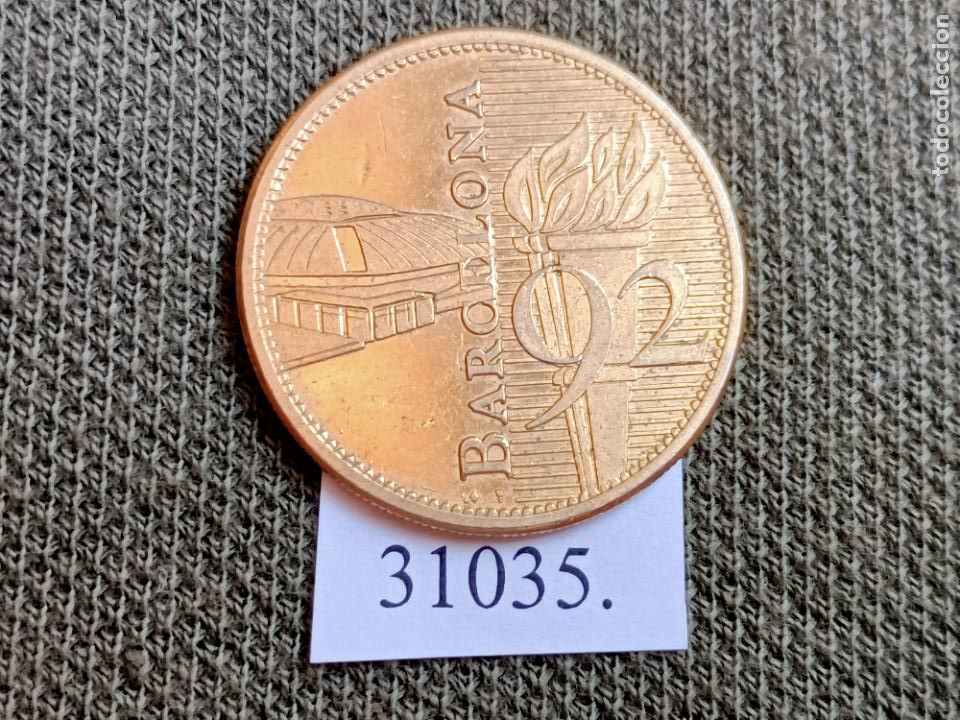 BARCELONA
92
31035.
todocoleccion